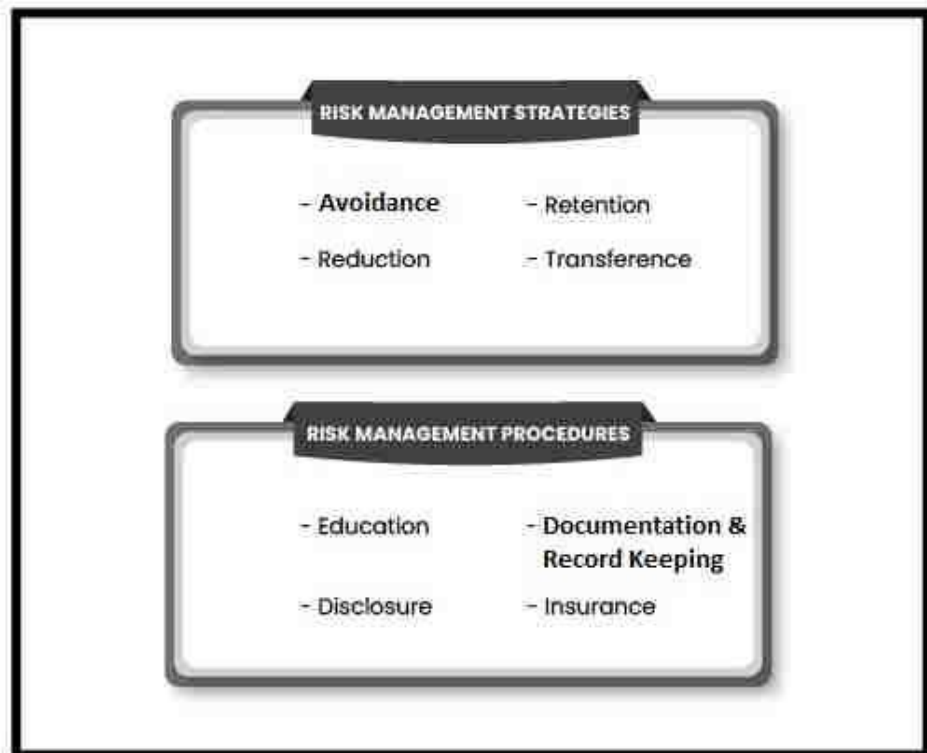 RISK MANAGEMENT STRATEGIES
- Avoidance
- Retention
- Reduction
- Transference
RISK MANAGEMENT PROCEDURES
- Education
- Documentation &
Record Keeping
- Disclosure
- Insurance